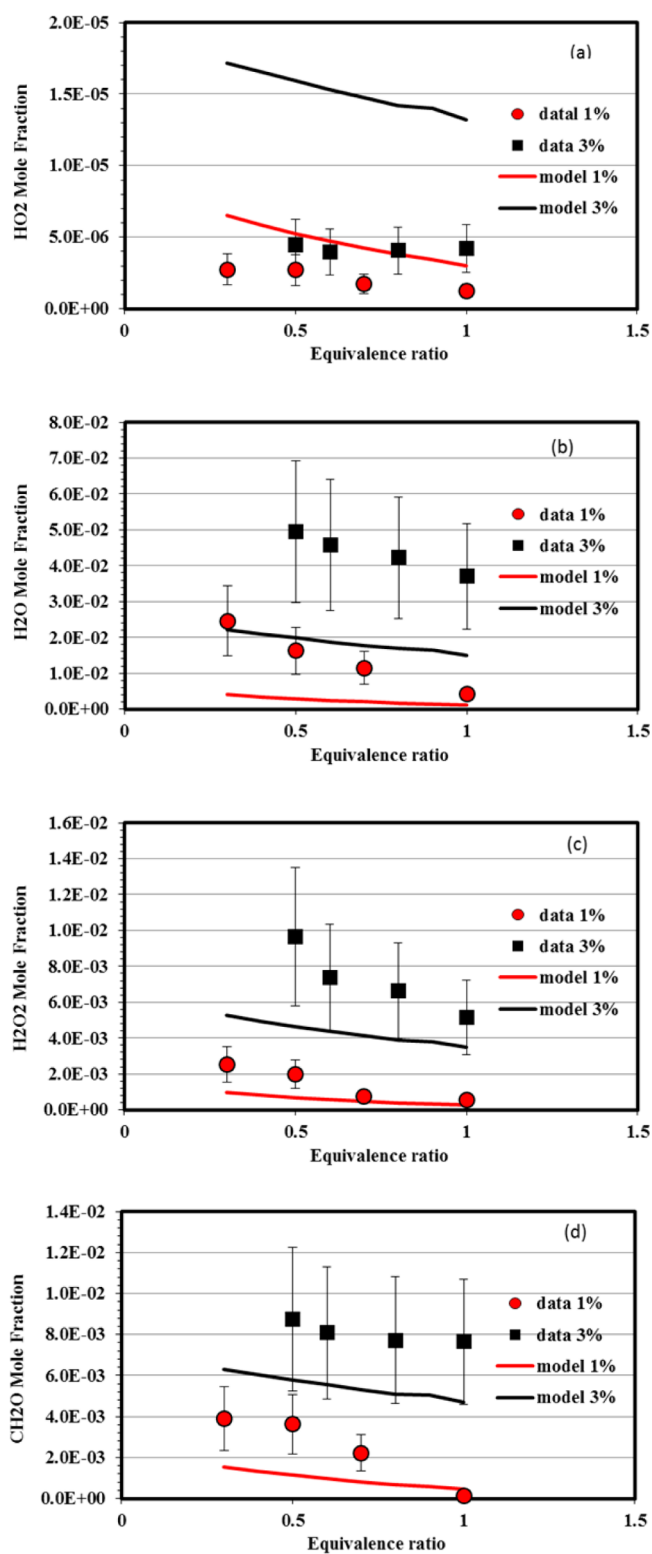 2.0E-05
1.5E-05
1.0E-05
5.0E-06
0.0E+00
HO2 Mole Fraction
(a)
datal 1%
data 3%
model 1%
model 3%
0
0.5
1
1.5
Equivalence ratio
8.0E-02
7.0E-02
6.0E-02
5.0E-02
4.0E-02
3.0E-02
2.0E-02
1.0E-02
0.0E+00
H2O Mole Fraction
(b)
data 1%
data 3%
model 1%
model 3%
0
0.5
1
1.5
Equivalence ratio
1.6E-02
1.4E-02
1.2E-02
1.0E-02
8.0E-03
6.0E-03
4.0E-03
2.0E-03
0.0E+00
H2O2 Mole Fraction
(c)
data 1%
data 3%
model 1%
model 3%
0
0.5
1
1.5
Equivalence ratio
1.4E-02
1.2E-02
1.0E-02
8.0E-03
6.0E-03
4.0E-03
2.0E-03
0.0E+00
CH2O Mole Fraction
(d)
data 1%
data 3%
model 1%
model 3%
0
0.5
1
1.5
Equivalence ratio